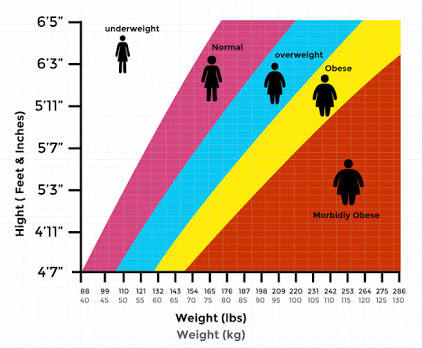 underweight
Normal
overweight
Obese
Morbidly Obese
Hight ( Feet & Inches)
6'5"
6'3"
5'11"
5'7"
5'3"
4'11"
4'7"
88 99 110 121 132 143 154 165 176 187 198 209 220 231 242 253 264 275 286
40 45 50 55 60 65 70 75 80 85 90 95 100 105 110 115 120 125 130
Weight (lbs)
Weight (kg)